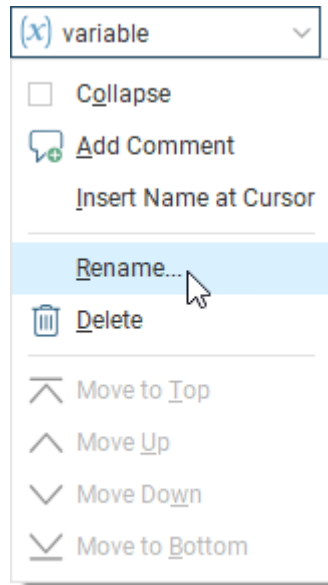 (x) variable
Collapse
Add Comment
Insert Name at Cursor
Rename...
Delete
Move to Top
Move Up
Move Down
Move to Bottom